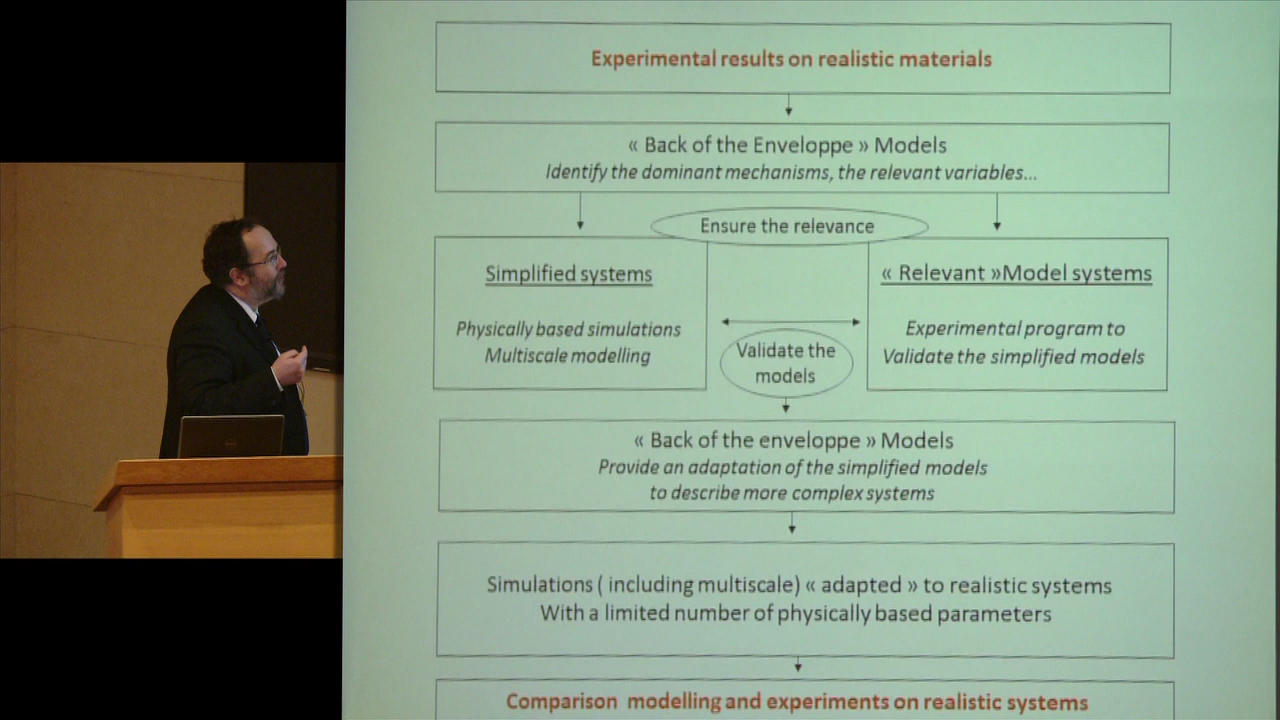 Experimental results on realistic materials
« Back of the Enveloppe » Models
Identify the dominant mechanisms, the relevant variables...
Ensure the relevance
Simplified systems
Physically based simulations
Multiscale modelling
« Relevant »Model systems
Experimental program to
Validate the simplified models
Validate the
models
« Back of the enveloppe » Models
Provide an adaptation of the simplified models
to describe more complex systems
Simulations ( including multiscale) « adapted » to realistic systems
With a limited number of physically based parameters
Comparison modelling and experiments on realistic systems